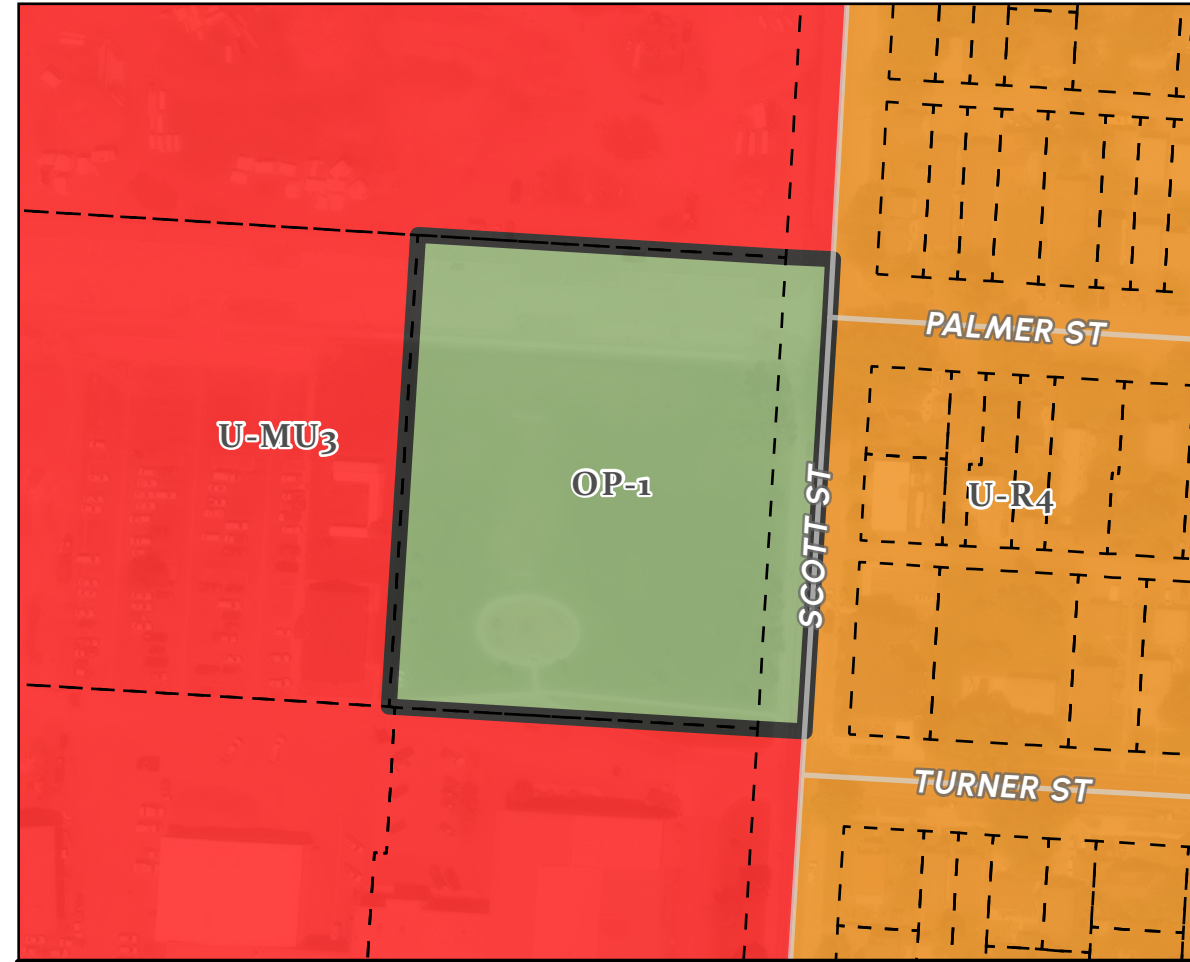 PALMER ST
U-MU3
OP-1
SCOTT ST
U-R4
TURNER ST